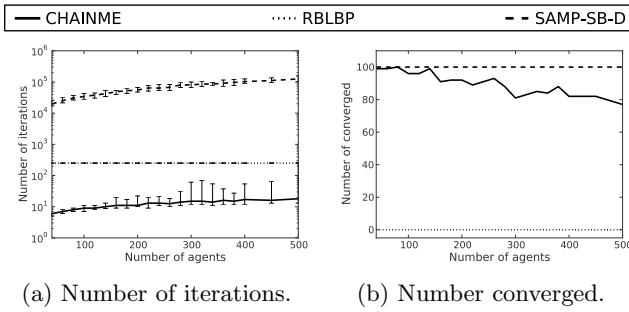 CHAINME RBLBP SAMP-SB-D
Number of iterations
10^6
10^5
10^4
10^3
10^2
10^1
10^0
100 200 300 400 500
Number of agents
Number of converged
100
80
60
40
20
0
100 200 300 400 500
Number of agents
(a) Number of iterations. (b) Number converged.